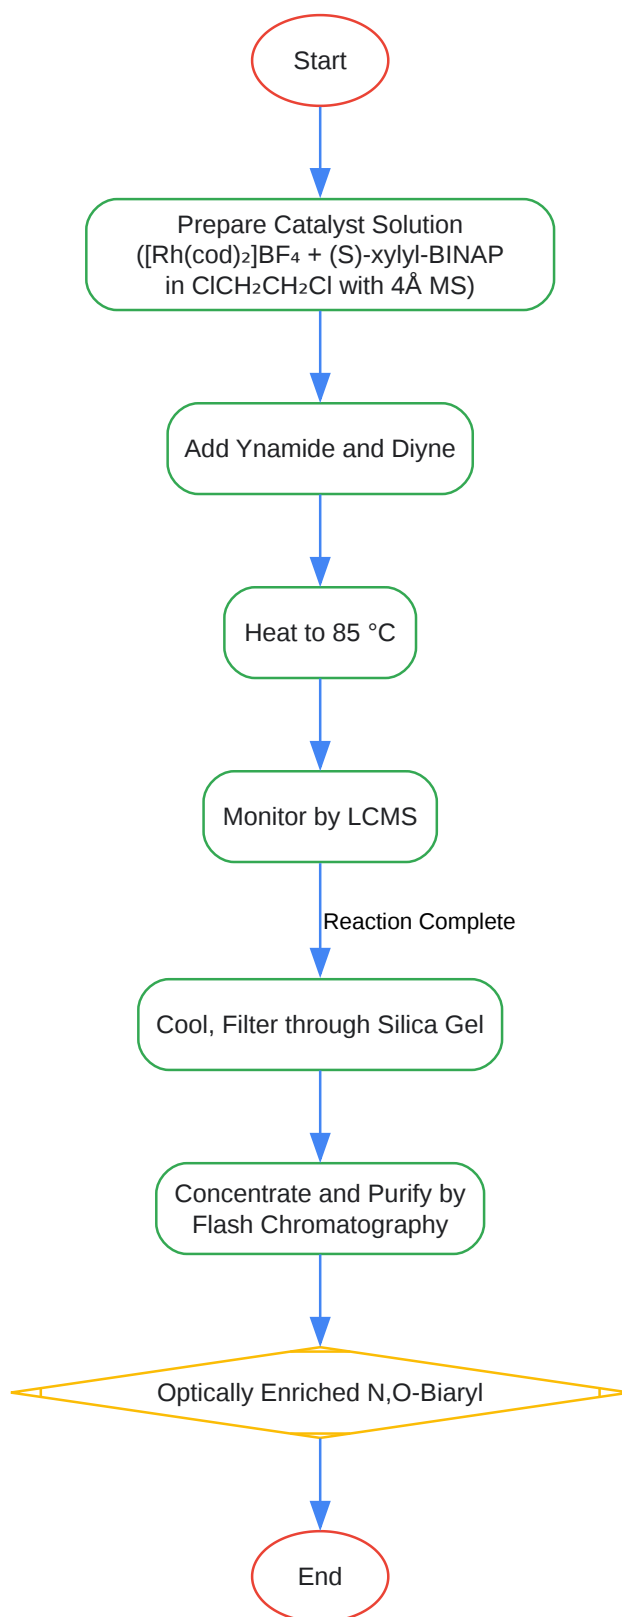 Start
Prepare Catalyst Solution
([Rh(cod)₂]BF₄ + (S)-xylyl-BINAP
in ClCH₂CH₂Cl with 4Å MS)
Add Ynamide and Diyne
Heat to 85 °C
Monitor by LCMS
Reaction Complete
Cool, Filter through Silica Gel
Concentrate and Purify by
Flash Chromatography
Optically Enriched N,O-Biaryl
End